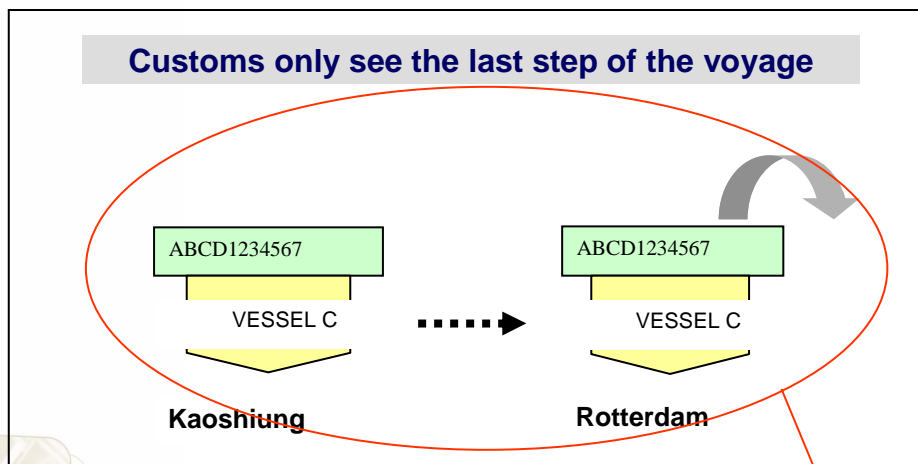 Customs only see the last step of the voyage
ABCD1234567
ABCD1234567
VESSEL C
VESSEL C
Kaoshiung
Rotterdam